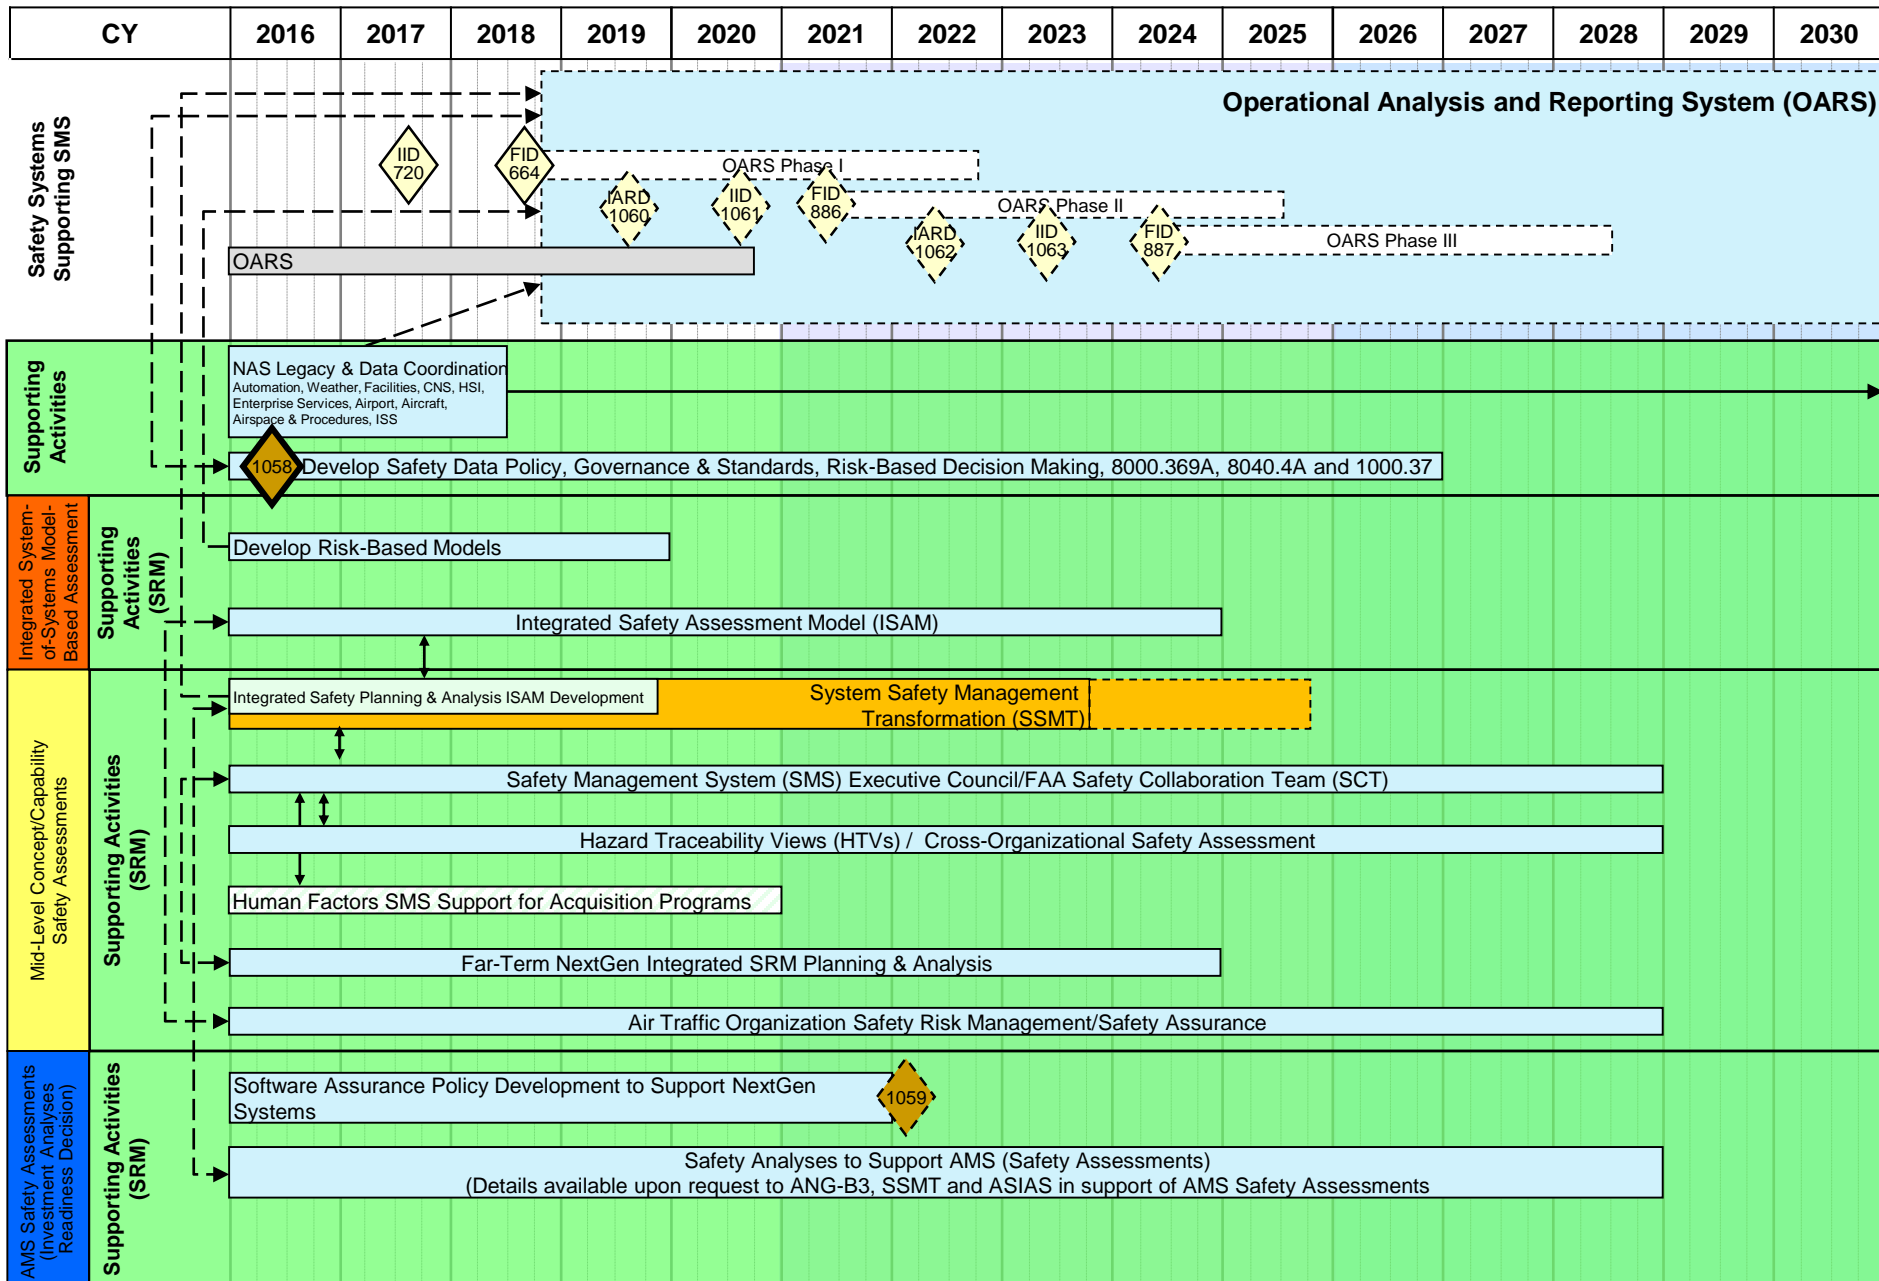 CY 2016 2017 2018 2019 2020 2021 2022 2023 2024 2025 2026 2027 2028 2029 2030
Safety Systems
Supporting SMS
Operational Analysis and Reporting System (OARS)
IID
720
FID
664
OARS Phase I
IARD
1060
IID
1061
FID
886
OARS Phase II
IARD
1062
IID
1063
FID
887
OARS Phase III
OARS
Supporting
Activities
NAS Legacy & Data Coordination
Automation, Weather, Facilities, CNS, HSI,
Enterprise Services, Airport, Aircraft,
Airspace & Procedures, ISS
1058
Develop Safety Data Policy, Governance & Standards, Risk-Based Decision Making, 8000.369A, 8040.4A and 1000.37
Integrated System-
of-Systems Model-
Based Assessment
Supporting
Activities
(SRM)
Develop Risk-Based Models
Integrated Safety Assessment Model (ISAM)
Mid-Level Concept/Capability
Safety Assessments
Supporting Activities
(SRM)
Integrated Safety Planning & Analysis ISAM Development
System Safety Management
Transformation (SSMT)
Safety Management System (SMS) Executive Council/FAA Safety Collaboration Team (SCT)
Hazard Traceability Views (HTVs) / Cross-Organizational Safety Assessment
Human Factors SMS Support for Acquisition Programs
Far-Term NextGen Integrated SRM Planning & Analysis
Air Traffic Organization Safety Risk Management/Safety Assurance
AMS Safety Assessments
(Investment Analyses
Readiness Decision)
Supporting Activities
(SRM)
Software Assurance Policy Development to Support NextGen
Systems
1059
Safety Analyses to Support AMS (Safety Assessments)
(Details available upon request to ANG-B3, SSMT and ASIAS in support of AMS Safety Assessments